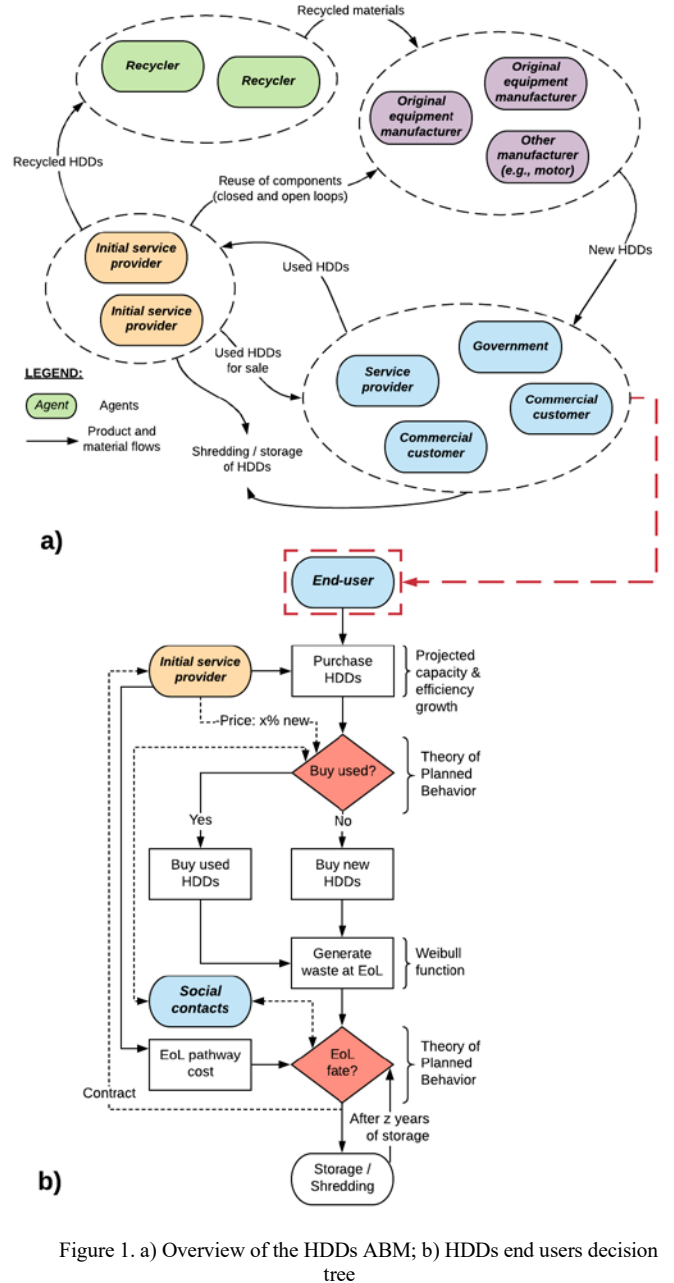 Recycled materials
Recycler
Recycler
Original
equipment
manufacturer
Original
equipment
manufacturer
Other
manufacturer
(e.g., motor)
Recycled HDDs
Reuse of components
(closed and open loops)
Initial service
provider
Initial service
provider
Used HDDs
New HDDs
Used HDDs
for sale
Government
Service
provider
Commercial
customer
Commercial
customer
LEGEND:
Agent
Agents
Product and
material flows
Shredding / storage
of HDDs
a)
End-user
Initial service
provider
Purchase
HDDs
Projected
capacity &
efficiency
growth
Price: x% new
Buy used?
Theory of
Planned
Behavior
Yes
No
Buy used
HDDs
Buy new
HDDs
Generate
waste at EoL
Weibull
function
Social
contacts
EoL pathway
cost
EoL
fate?
Theory of
Planned
Behavior
Contract
After z years
of storage
Storage /
Shredding
b)
Figure 1. a) Overview of the HDDs ABM; b) HDDs end users decision
tree